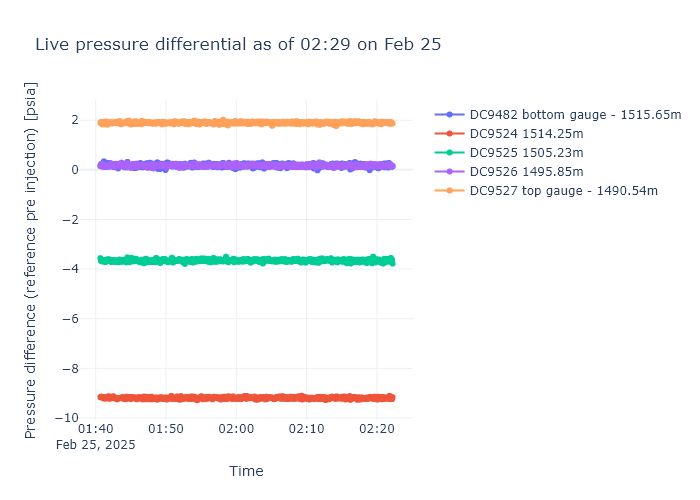 Live pressure differential as of 02:29 on Feb 25
Pressure difference (reference pre injection) [psia]
2
0
−2
−4
−6
−8
−10
01:40
Feb 25, 2025
01:50
02:00
02:10
02:20
Time
DC9482 bottom gauge - 1515.65m
DC9524 1514.25m
DC9525 1505.23m
DC9526 1495.85m
DC9527 top gauge - 1490.54m